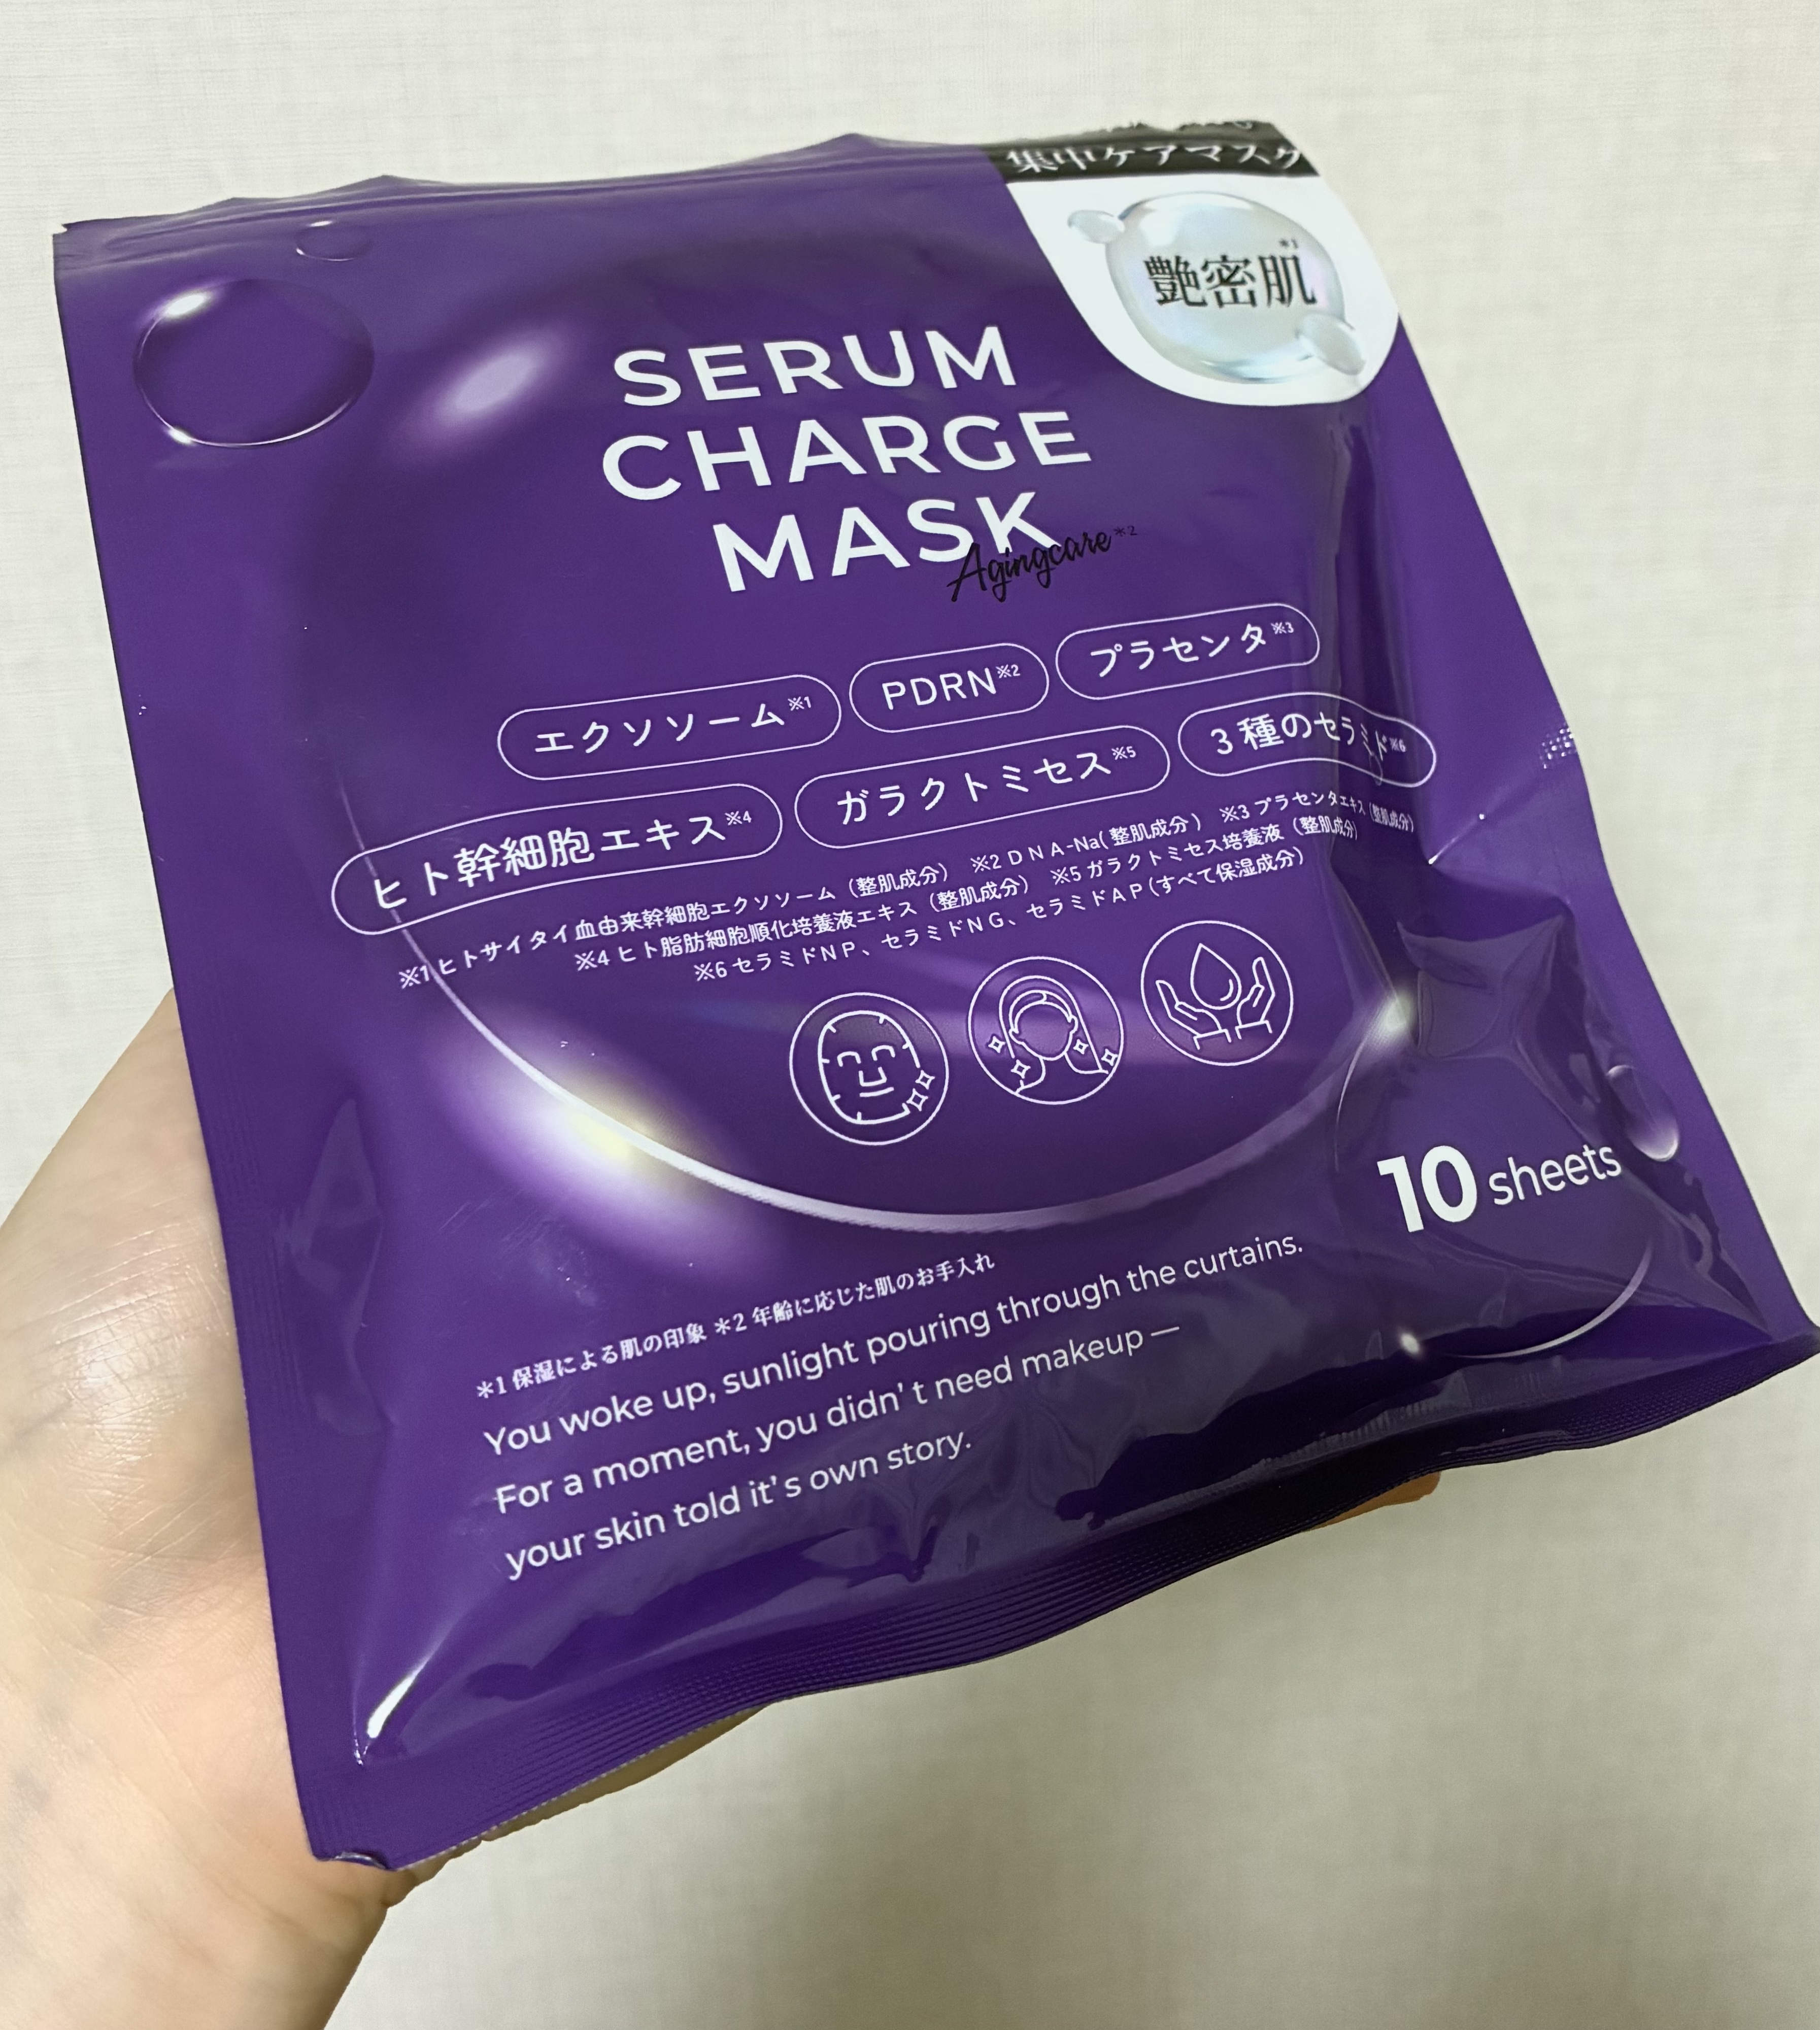 集中ケアマスク
艶密肌*1
SERUM
CHARGE
MASK
Agingcare*2
エクソソーム※1 PDRN※2 プラセンタ※3
ヒト幹細胞エキス※4 ガラクトミセス※5 3種のセラミド※6
※1 ヒトサイタイ血由来幹細胞エクソソーム（整肌成分） ※2 DNA-Na(整肌成分） ※3 プラセンタエキス（整肌成分）
※4 ヒト脂肪細胞順化培養液エキス（整肌成分） ※5 ガラクトミセス培養液（整肌成分）
※6 セラミドNP、セラミドNG、セラミドAP(すべて保湿成分）
10 sheets
*1 保湿による肌の印象 *2 年齢に応じた肌のお手入れ
You woke up, sunlight pouring through the curtains.
For a moment, you didn't need makeup —
your skin told it's own story.